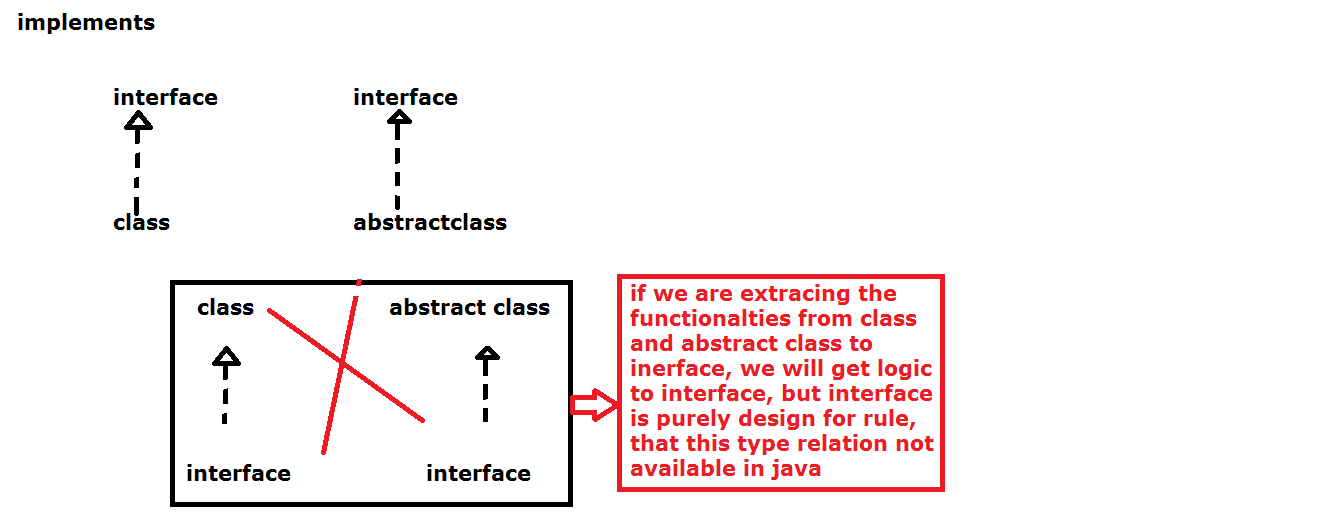 implements
interface interface
class abstractclass
class abstract class
interface interface
if we are extracing the
functionalties from class
and abstract class to
inerface, we will get logic
to interface, but interface
is purely design for rule,
that this type relation not
available in java